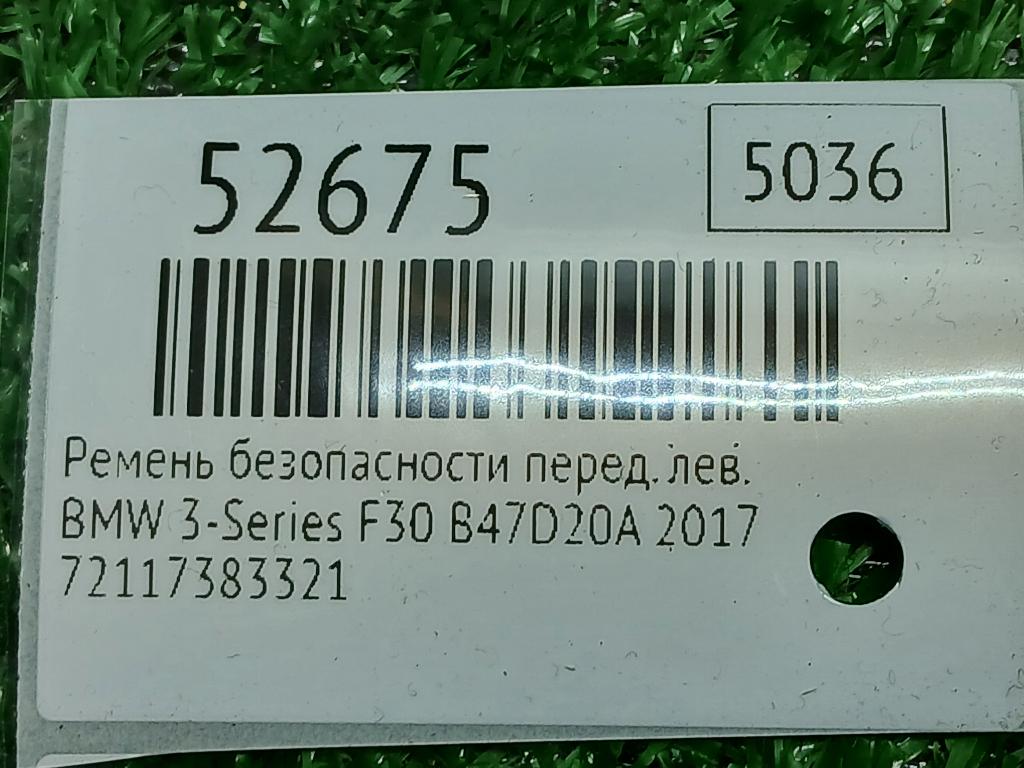 52675
5036
Ремень безопасности перед. лев.
BMW 3-Series F30 B47D20A 2017
72117383321